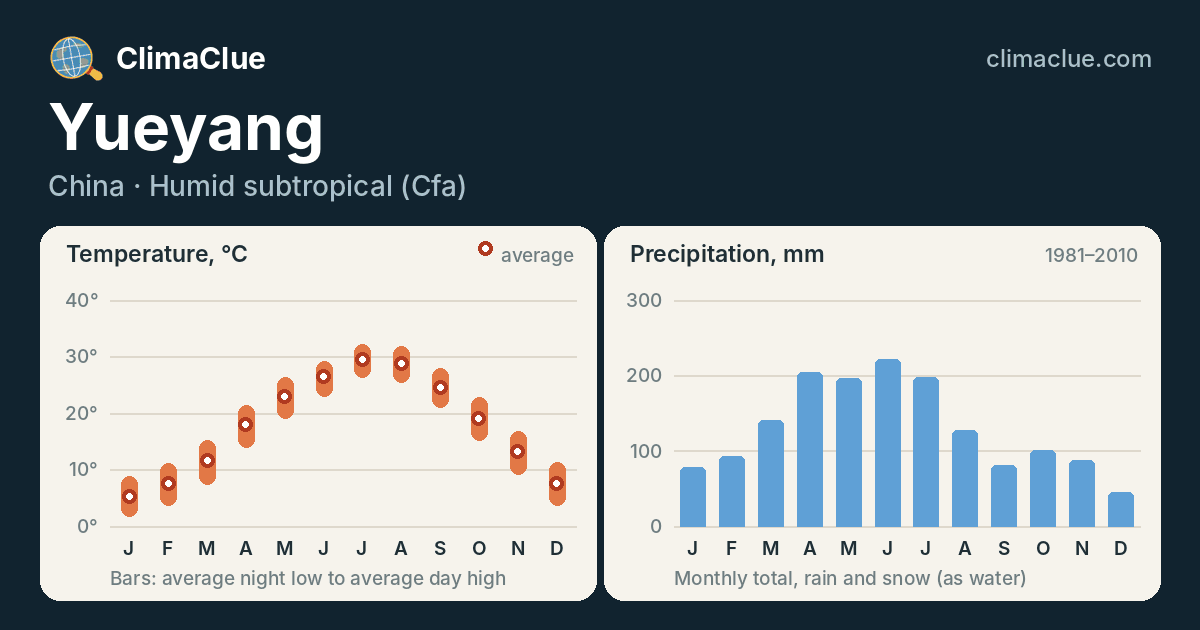 ClimaClue
climaclue.com
Yueyang
China · Humid subtropical (Cfa)
Temperature, °C
average
40°
30°
20°
10°
0°
J F M A M J J A S O N D
Bars: average night low to average day high
Precipitation, mm
1981–2010
300
200
100
0
J F M A M J J A S O N D
Monthly total, rain and snow (as water)